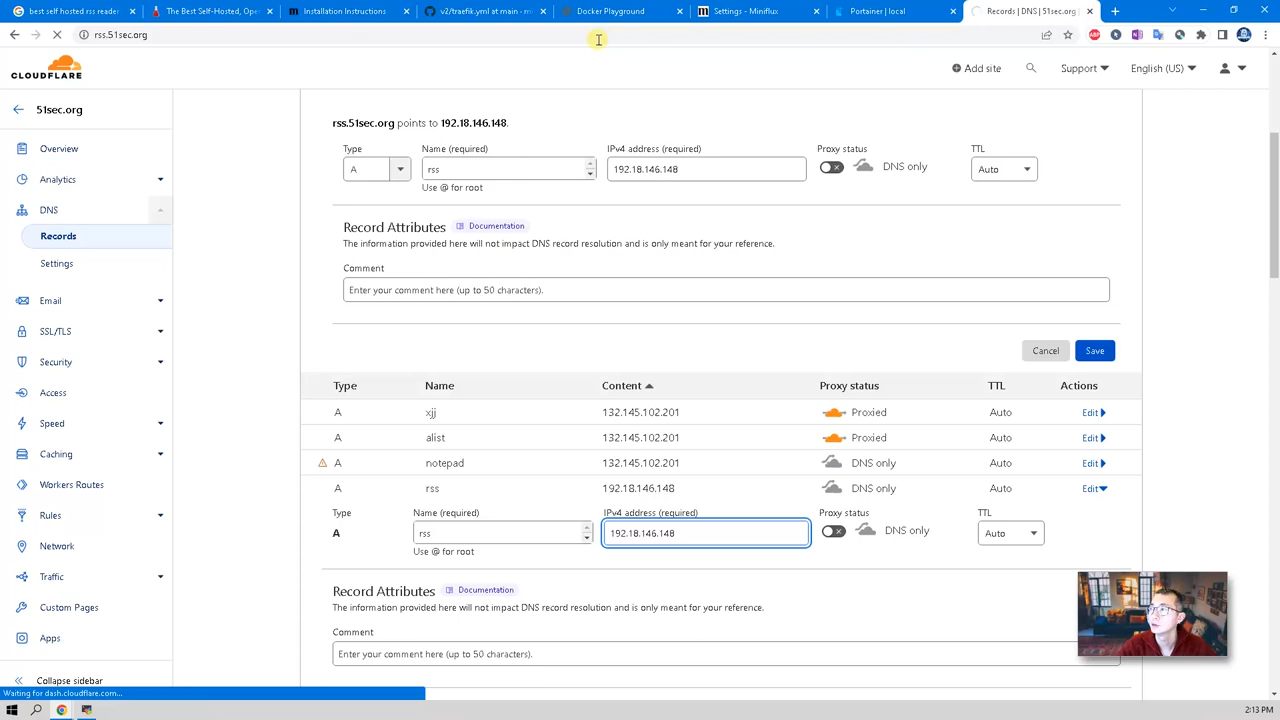 best self hosted rss reader
The Best Self-Hosted, Ope
Installation Instructions
v2/traefik.yml at main · m
Docker Playground
Settings - Miniflux
Portainer | local
Records | DNS | 51sec.org |
rss.51sec.org
CLOUDFLARE
Add site
Support
English (US)
51sec.org
Overview
Analytics
DNS
Records
Settings
Email
SSL/TLS
Security
Access
Speed
Caching
Workers Routes
Rules
Network
Traffic
Custom Pages
Apps
Collapse sidebar
rss.51sec.org points to 192.18.146.148.
Type Name (required) IPv4 address (required) Proxy status TTL
A rss 192.18.146.148 DNS only Auto
Use @ for root
Record Attributes Documentation
The information provided here will not impact DNS record resolution and is only meant for your reference.
Comment
Enter your comment here (up to 50 characters).
Cancel Save
Type Name Content Proxy status TTL Actions
A xjj 132.145.102.201 Proxied Auto Edit
A alist 132.145.102.201 Proxied Auto Edit
A notepad 132.145.102.201 DNS only Auto Edit
A rss 192.18.146.148 DNS only Auto Edit
Type Name (required) IPv4 address (required) Proxy status TTL
A rss 192.18.146.148 DNS only Auto
Use @ for root
Record Attributes Documentation
The information provided here will not impact DNS record resolution and is only meant for your reference.
Comment
Enter your comment here (up to 50 characters).
Waiting for dash.cloudflare.com...
2:13 PM